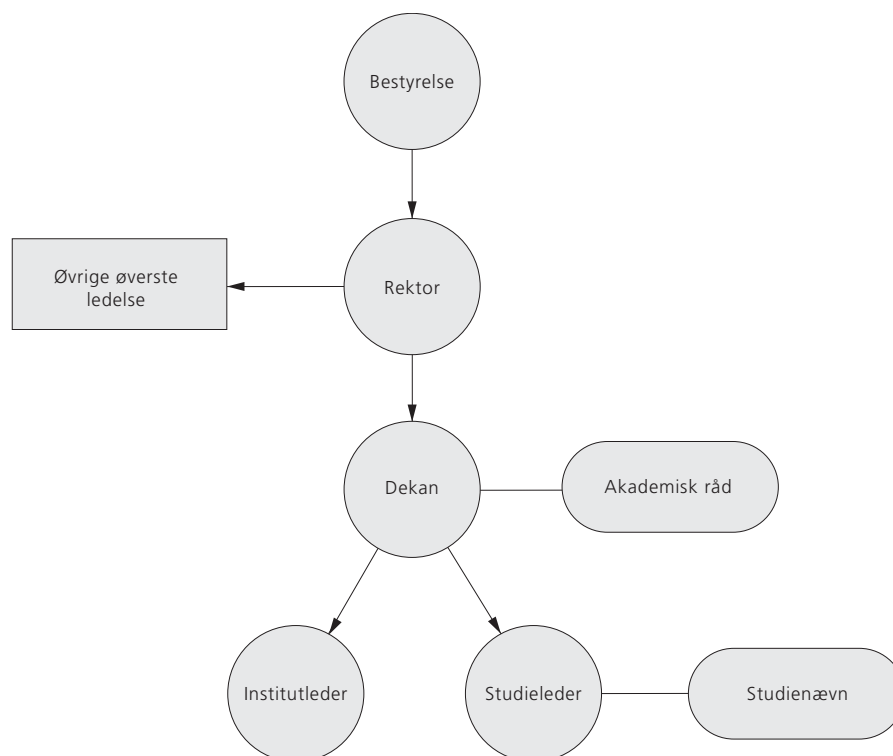 Bestyrelse
Øvrige øverste
ledelse
Rektor
Dekan
Akademisk råd
Institutleder
Studieleder
Studienævn